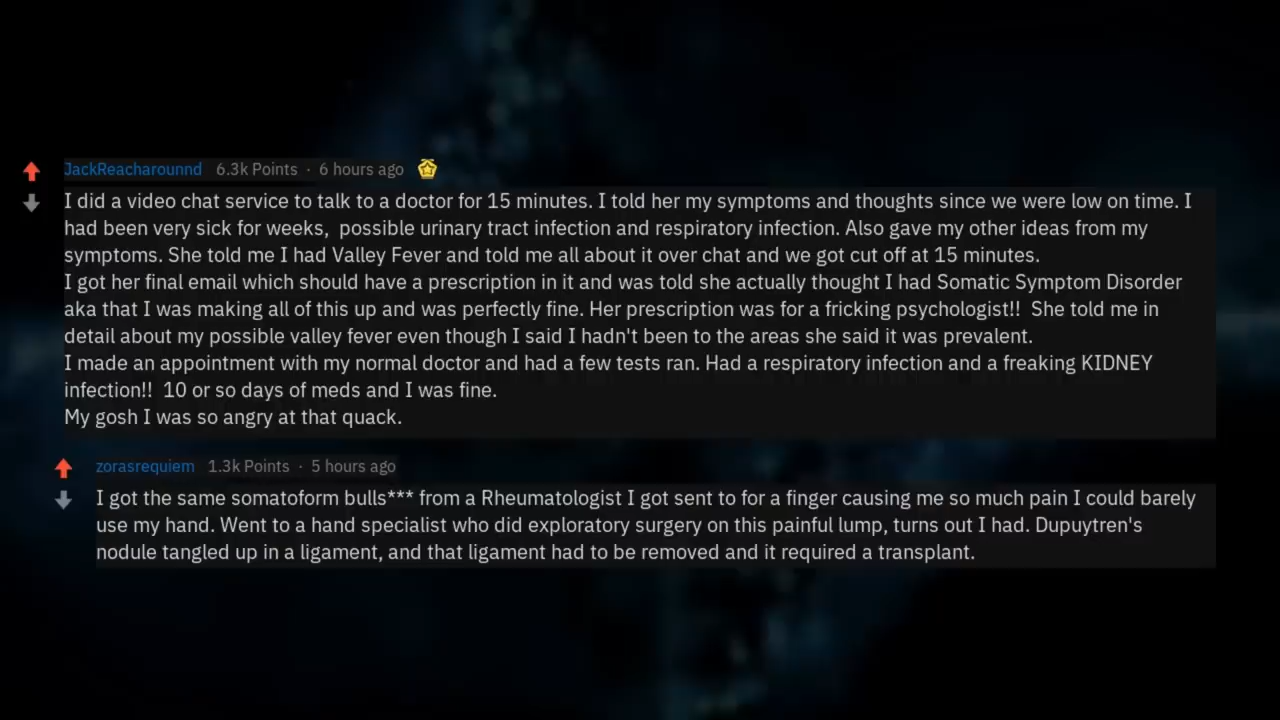 JackReacharounnd 6.3k Points · 6 hours ago
I did a video chat service to talk to a doctor for 15 minutes. I told her my symptoms and thoughts since we were low on time. I
had been very sick for weeks, possible urinary tract infection and respiratory infection. Also gave my other ideas from my
symptoms. She told me I had Valley Fever and told me all about it over chat and we got cut off at 15 minutes.
I got her final email which should have a prescription in it and was told she actually thought I had Somatic Symptom Disorder
aka that I was making all of this up and was perfectly fine. Her prescription was for a fricking psychologist!! She told me in
detail about my possible valley fever even though I said I hadn't been to the areas she said it was prevalent.
I made an appointment with my normal doctor and had a few tests ran. Had a respiratory infection and a freaking KIDNEY
infection!! 10 or so days of meds and I was fine.
My gosh I was so angry at that quack.
zorasrequiem 1.3k Points · 5 hours ago
I got the same somatoform bulls*** from a Rheumatologist I got sent to for a finger causing me so much pain I could barely
use my hand. Went to a hand specialist who did exploratory surgery on this painful lump, turns out I had. Dupuytren's
nodule tangled up in a ligament, and that ligament had to be removed and it required a transplant.